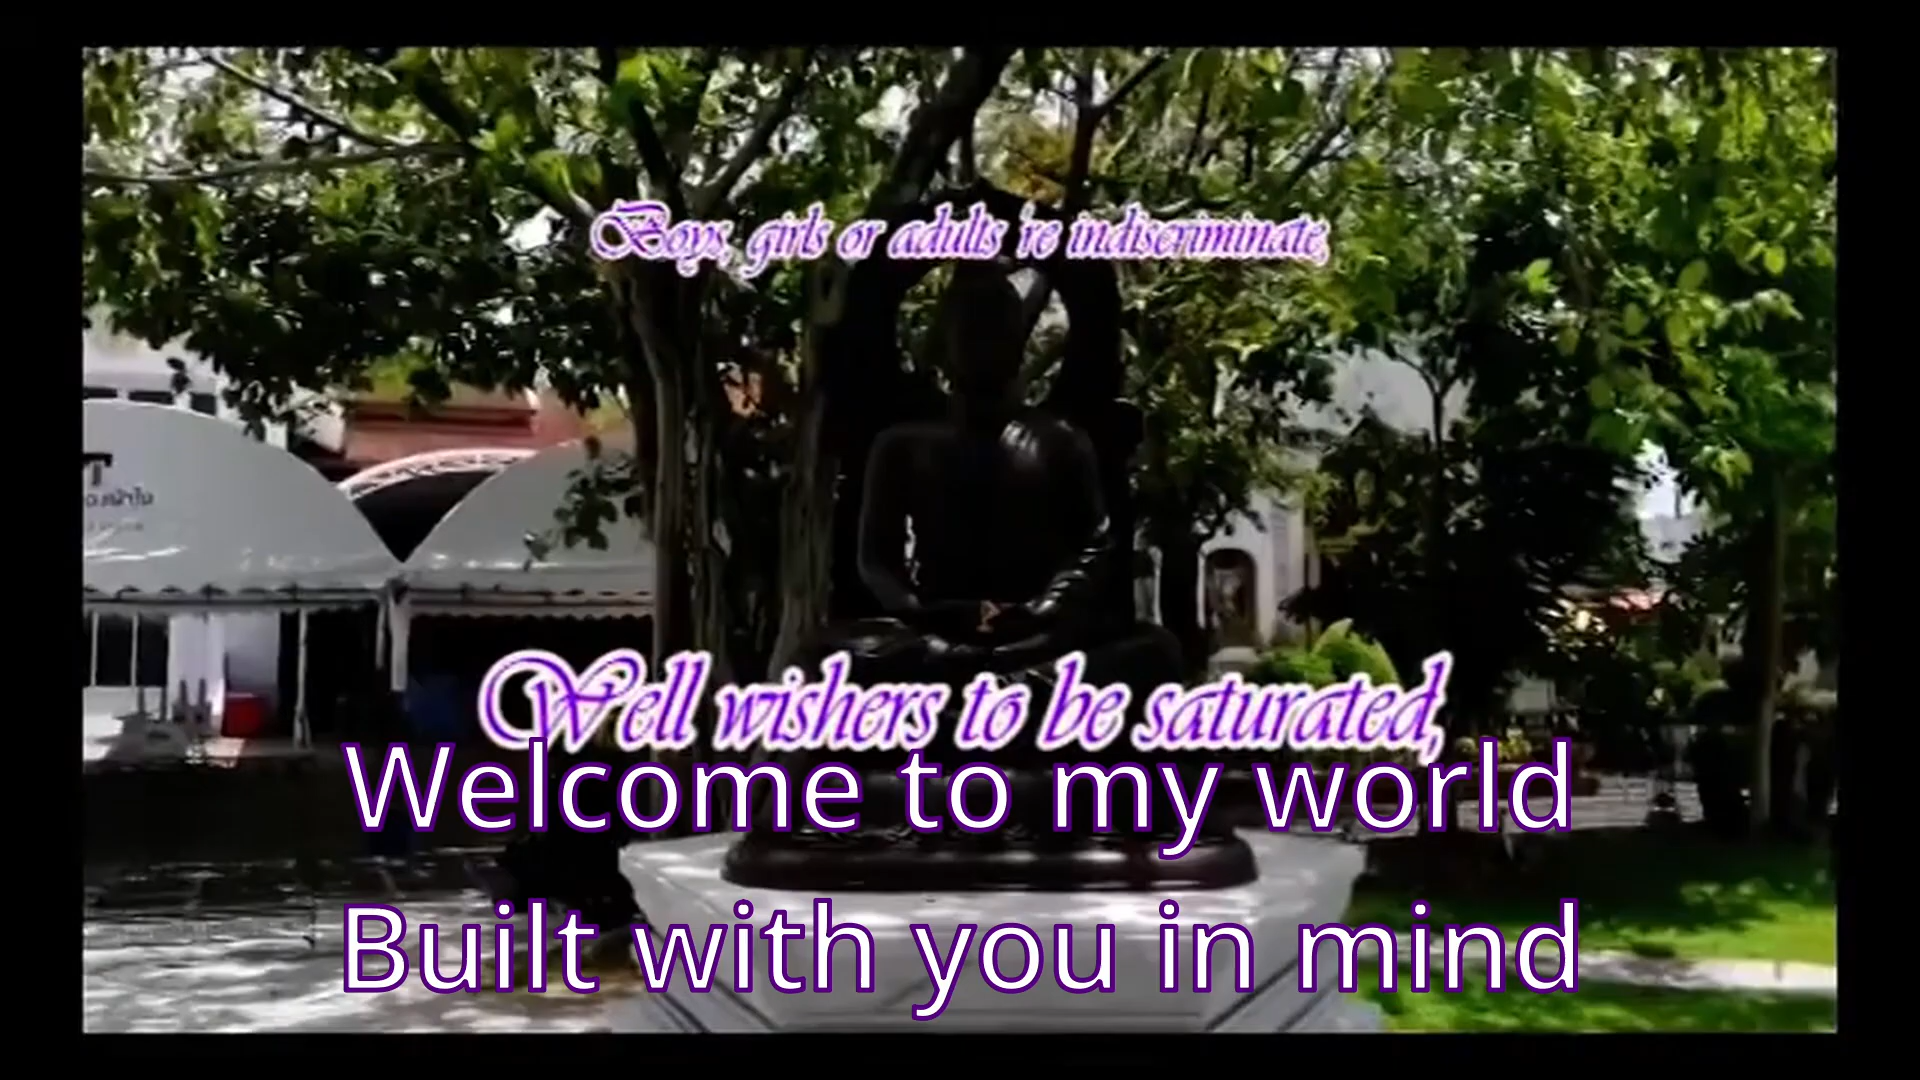 Boys, girls or adults 're indiscriminate,
Well wishers to be saturated,
Welcome to my world
Built with you in mind